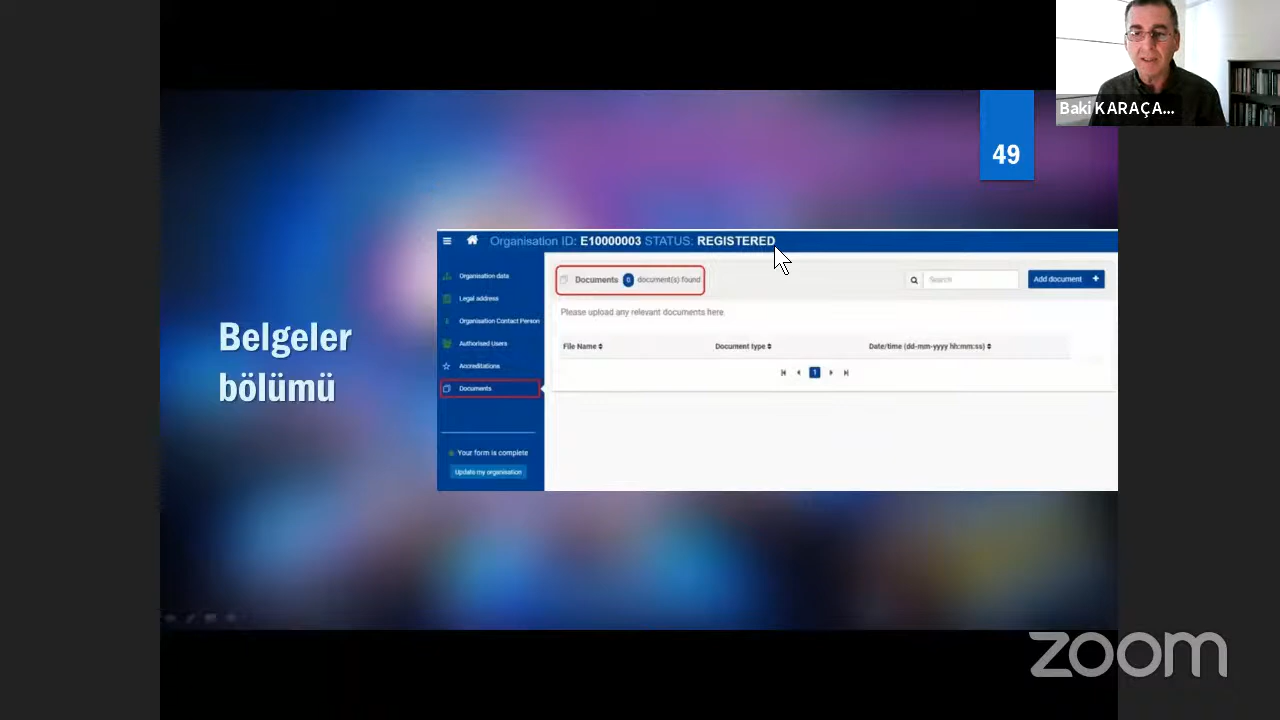 Baki KARAÇA...
49
Organisation ID: E10000003 STATUS: REGISTERED
Organisation data
Legal address
Organisation Contact Person
Authorised Users
Accreditations
Documents
Your form is complete
Update my organisation
Documents 0 document(s) found
Search
Add document +
Please upload any relevant documents here
File Name
Document type
Date/time (dd-mm-yyyy hh:mm:ss)
1
Belgeler
bölümü
zoom